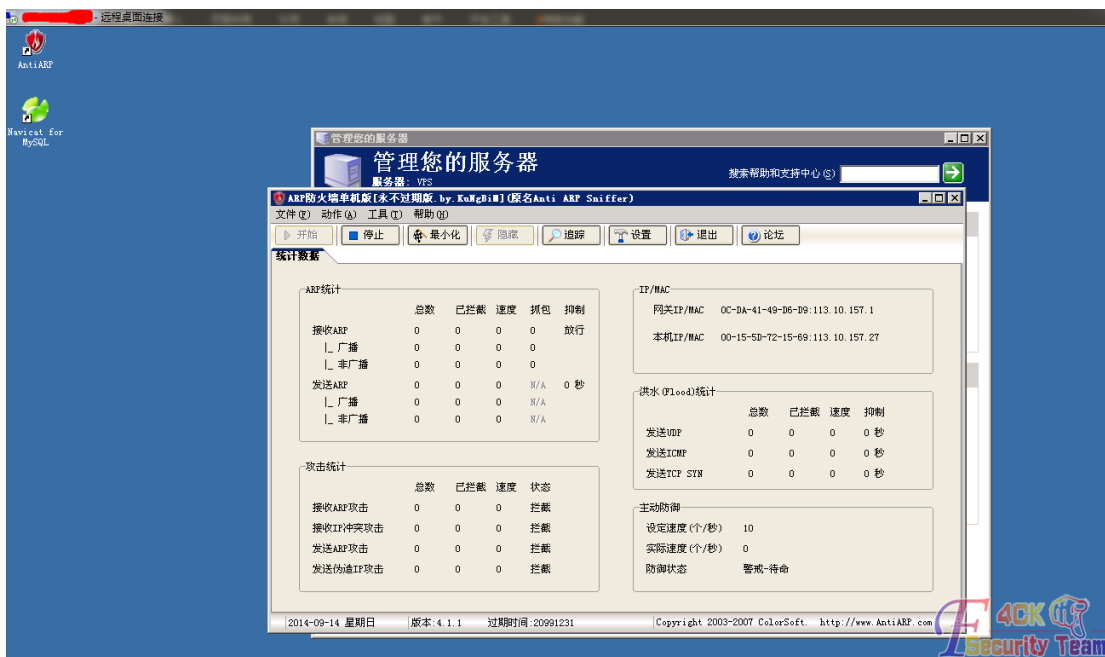 - 远程桌面连接
AntiARP
Navicat for
MySQL
管理您的服务器
管理您的服务器
服务器: VPS
搜索帮助和支持中心(S)
ARP防火墙单机版[永不过期版.by.KuNgBiM](原名Anti ARP Sniffer)
文件(F) 动作(A) 工具(T) 帮助(H)
开始 停止 最小化 隐藏 追踪 设置 退出 论坛
统计数据
ARP统计
总数 已拦截 速度 抓包 抑制
接收ARP 0 0 0 0 放行
|_ 广播 0 0 0 0
|_ 非广播 0 0 0 0
发送ARP 0 0 0 N/A 0 秒
|_ 广播 0 0 0 N/A
|_ 非广播 0 0 0 N/A
攻击统计
总数 已拦截 速度 状态
接收ARP攻击 0 0 0 拦截
接收IP冲突攻击 0 0 0 拦截
发送ARP攻击 0 0 0 拦截
发送伪造IP攻击 0 0 0 拦截
IP/MAC
网关IP/MAC 0C-DA-41-49-D6-D9:113.10.157.1
本机IP/MAC 00-15-5D-72-15-69:113.10.157.27
洪水(Flood)统计
总数 已拦截 速度 抑制
发送UDP 0 0 0 0 秒
发送ICMP 0 0 0 0 秒
发送TCP SYN 0 0 0 0 秒
主动防御
设定速度(个/秒) 10
实际速度(个/秒) 0
防御状态 警戒-待命
2014-09-14 星期日 版本:4.1.1 过期时间:20991231 Copyright 2003-2007 ColorSoft. http://www.AntiARP.com
F4CK
Security Team